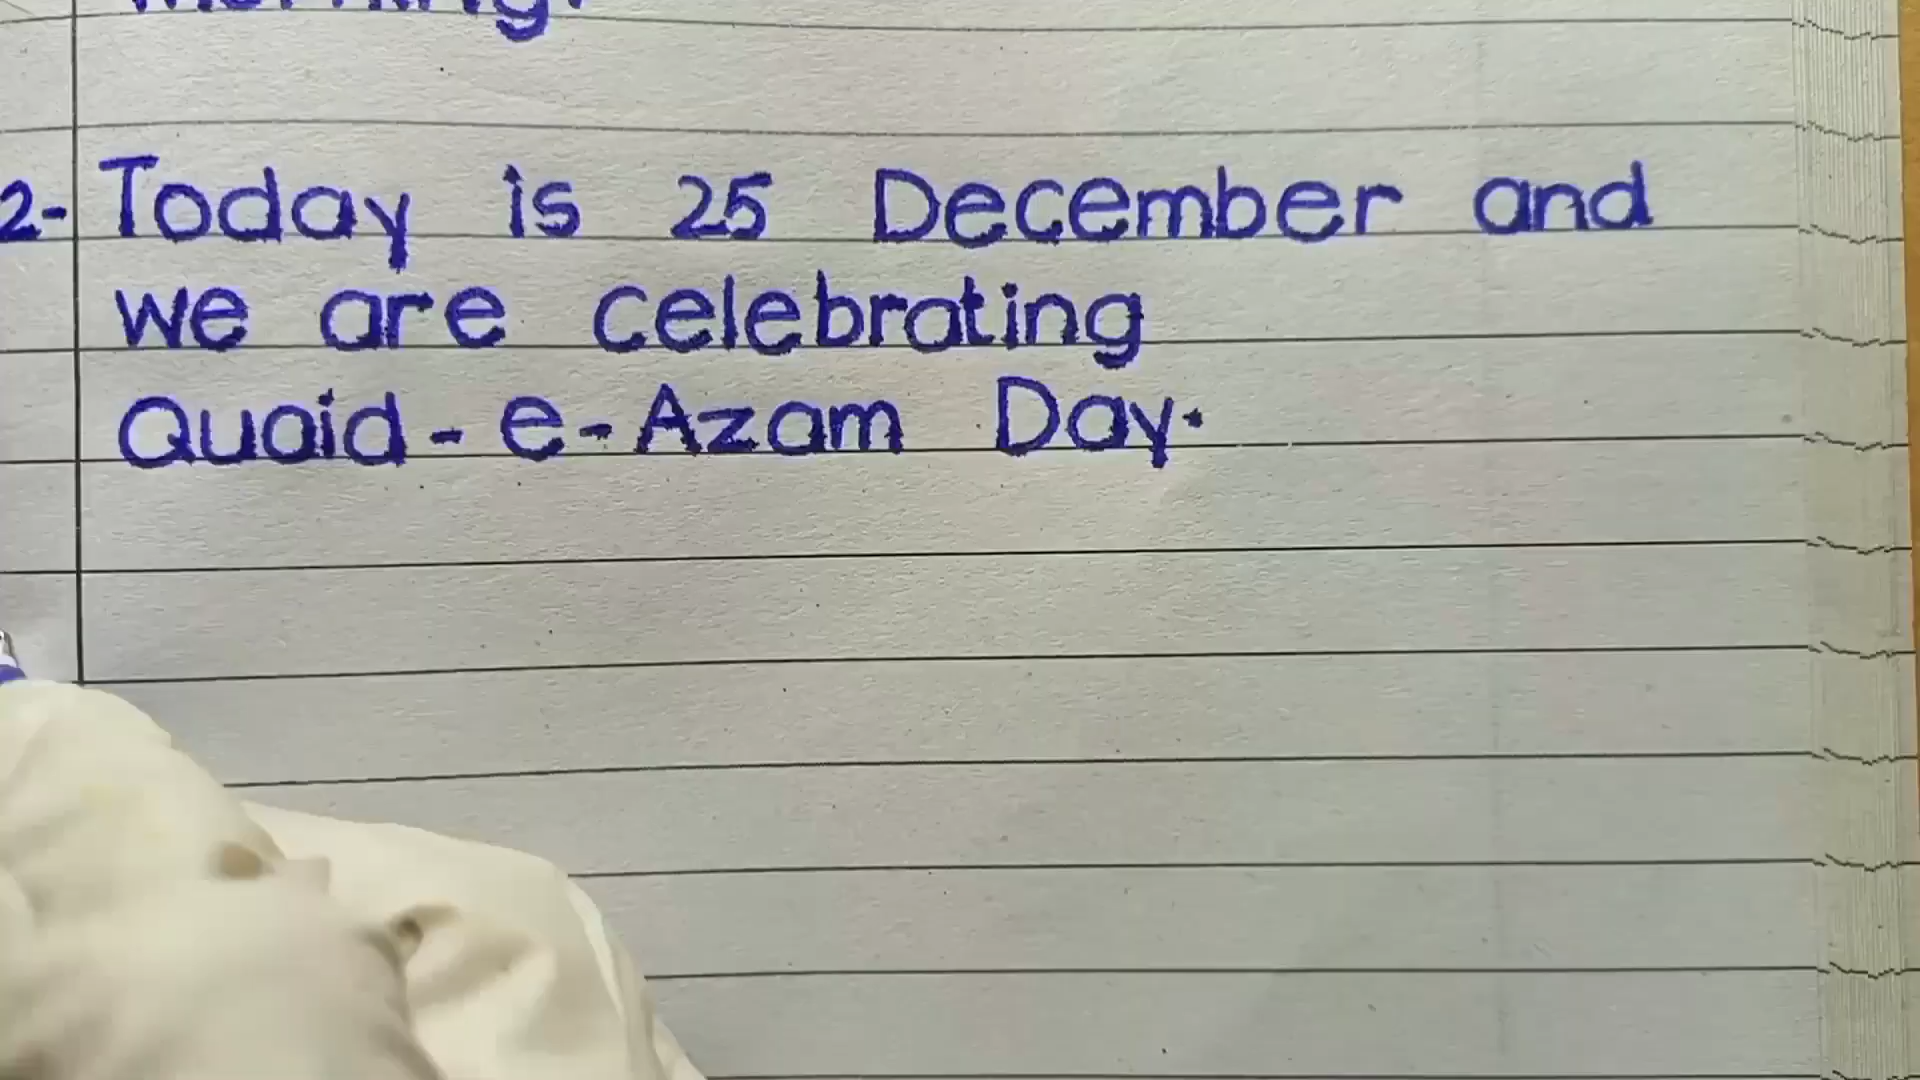 2- Today is 25 December and
we are celebrating
Quaid-e-Azam Day.